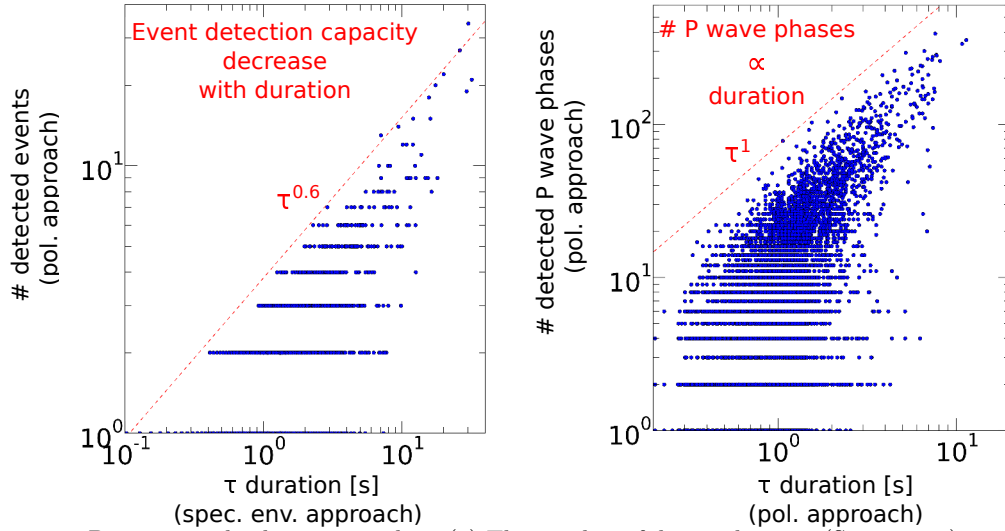 Event detection capacity
decrease
with duration
τ^0.6
# detected events
(pol. approach)
10^1
10^0
10^-1
10^0
10^1
τ duration [s]
(spec. env. approach)
# P wave phases
∝
duration
τ^1
# detected P wave phases
(pol. approach)
10^2
10^1
10^0
10^0
10^1
τ duration [s]
(pol. approach)